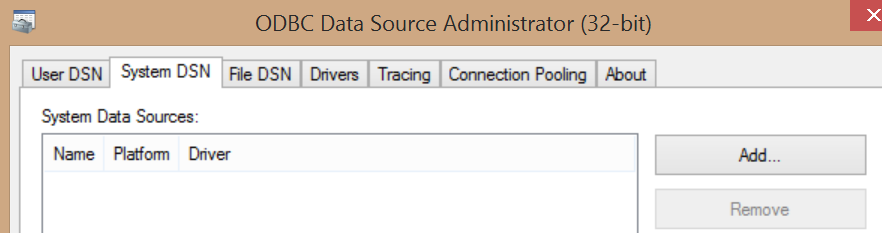 ODBC Data Source Administrator (32-bit)
User DSN System DSN File DSN Drivers Tracing Connection Pooling About
System Data Sources:
Name Platform Driver
Add...
Remove